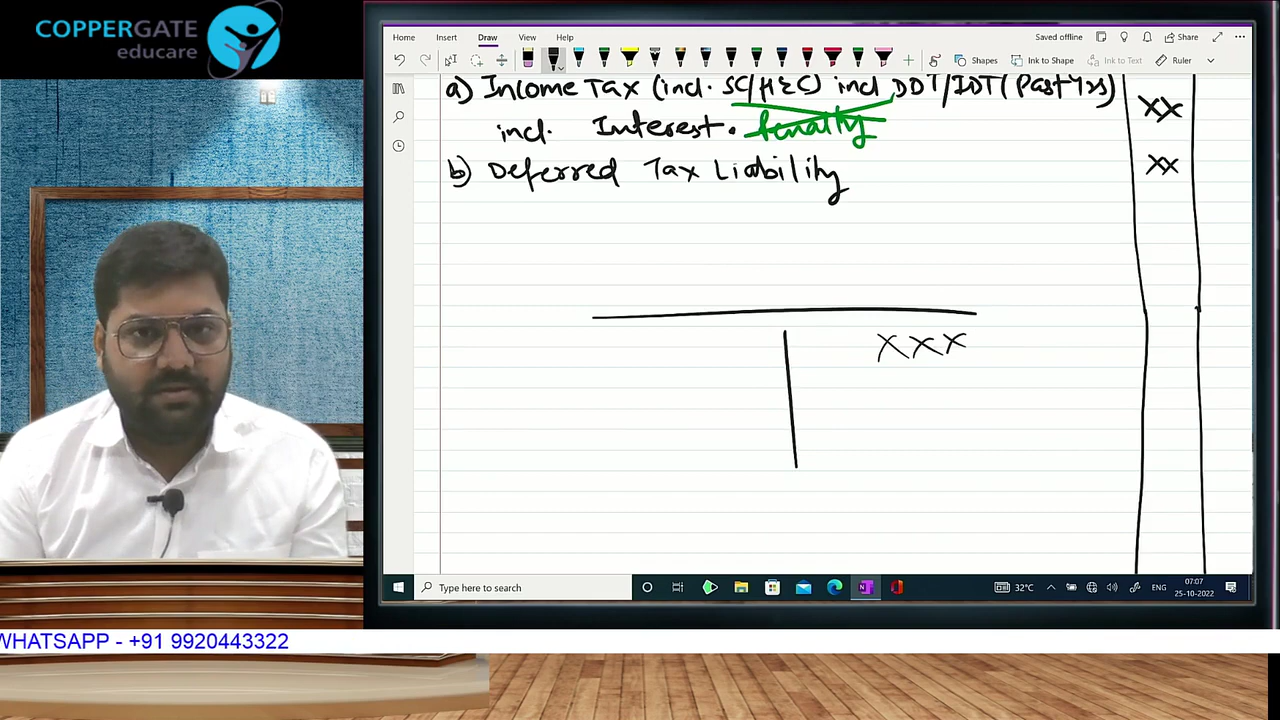 COPPERGATE
educare
Saved offline
Share
Home Insert Draw View Help
Shapes Ink to Shape Ink to Text Ruler
a) Income Tax (incl. SC/HEC) incl DDT/IDT (Past Yrs) XX
incl. Interest. Penalty
b) Deferred Tax Liability XX
XXX
Type here to search
32°C ENG
07:07
25-10-2022
WHATSAPP - +91 9920443322